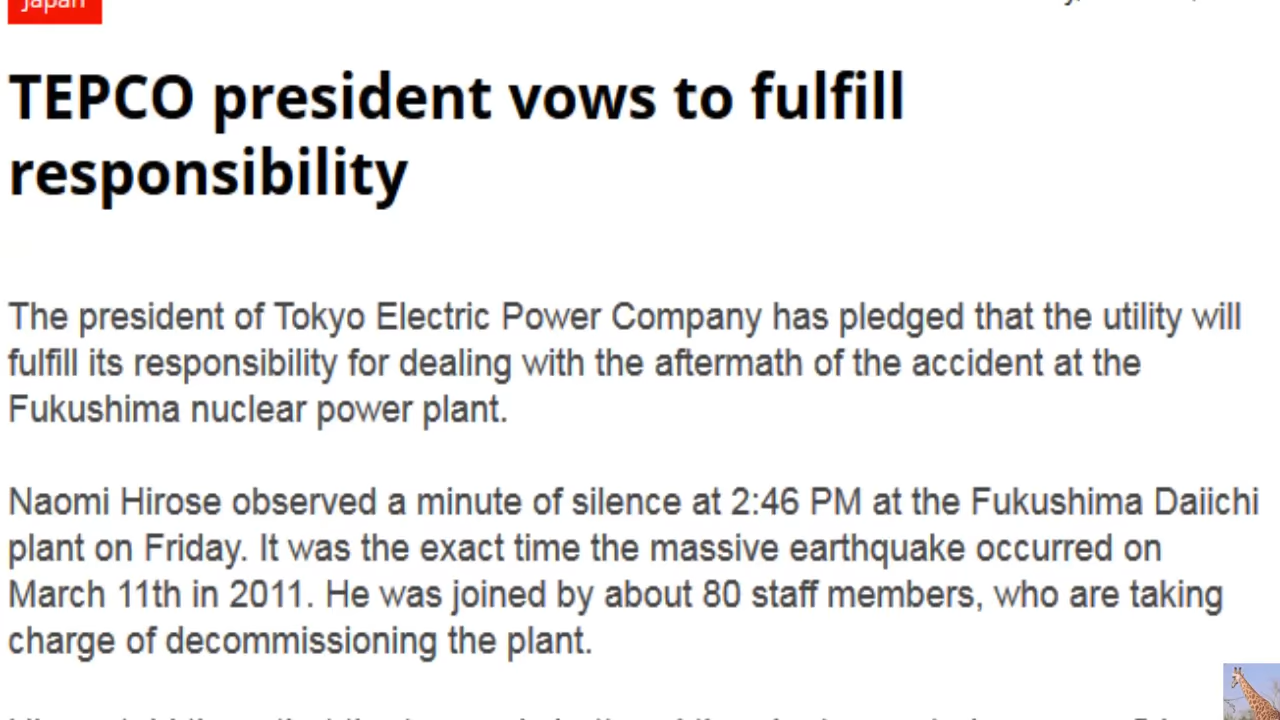 Japan
TEPCO president vows to fulfill
responsibility
The president of Tokyo Electric Power Company has pledged that the utility will
fulfill its responsibility for dealing with the aftermath of the accident at the
Fukushima nuclear power plant.
Naomi Hirose observed a minute of silence at 2:46 PM at the Fukushima Daiichi
plant on Friday. It was the exact time the massive earthquake occurred on
March 11th in 2011. He was joined by about 80 staff members, who are taking
charge of decommissioning the plant.